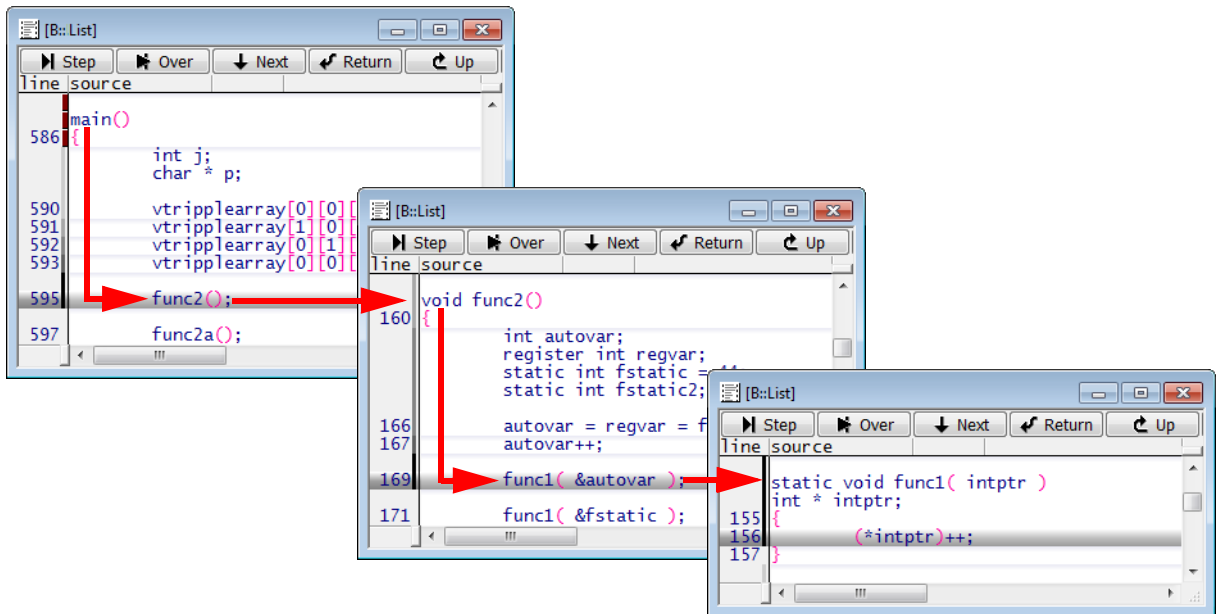 [B:: List]
Step Over Next Return Up
line source
main()
586 {
int j;
char * p;
590 vtripplearray[0][0][
591 vtripplearray[1][0][
592 vtripplearray[0][1][
593 vtripplearray[0][0][
595 func2();
597 func2a();
[B::List]
Step Over Next Return Up
line source
void func2()
160 {
int autovar;
register int regvar;
static int fstatic =
static int fstatic2;
166 autovar = regvar = f
167 autovar++;
169 func1( &autovar );
171 func1( &fstatic );
[B::List]
Step Over Next Return Up
line source
static void func1( intptr )
int * intptr;
155 {
156 (*intptr)++;
157 }